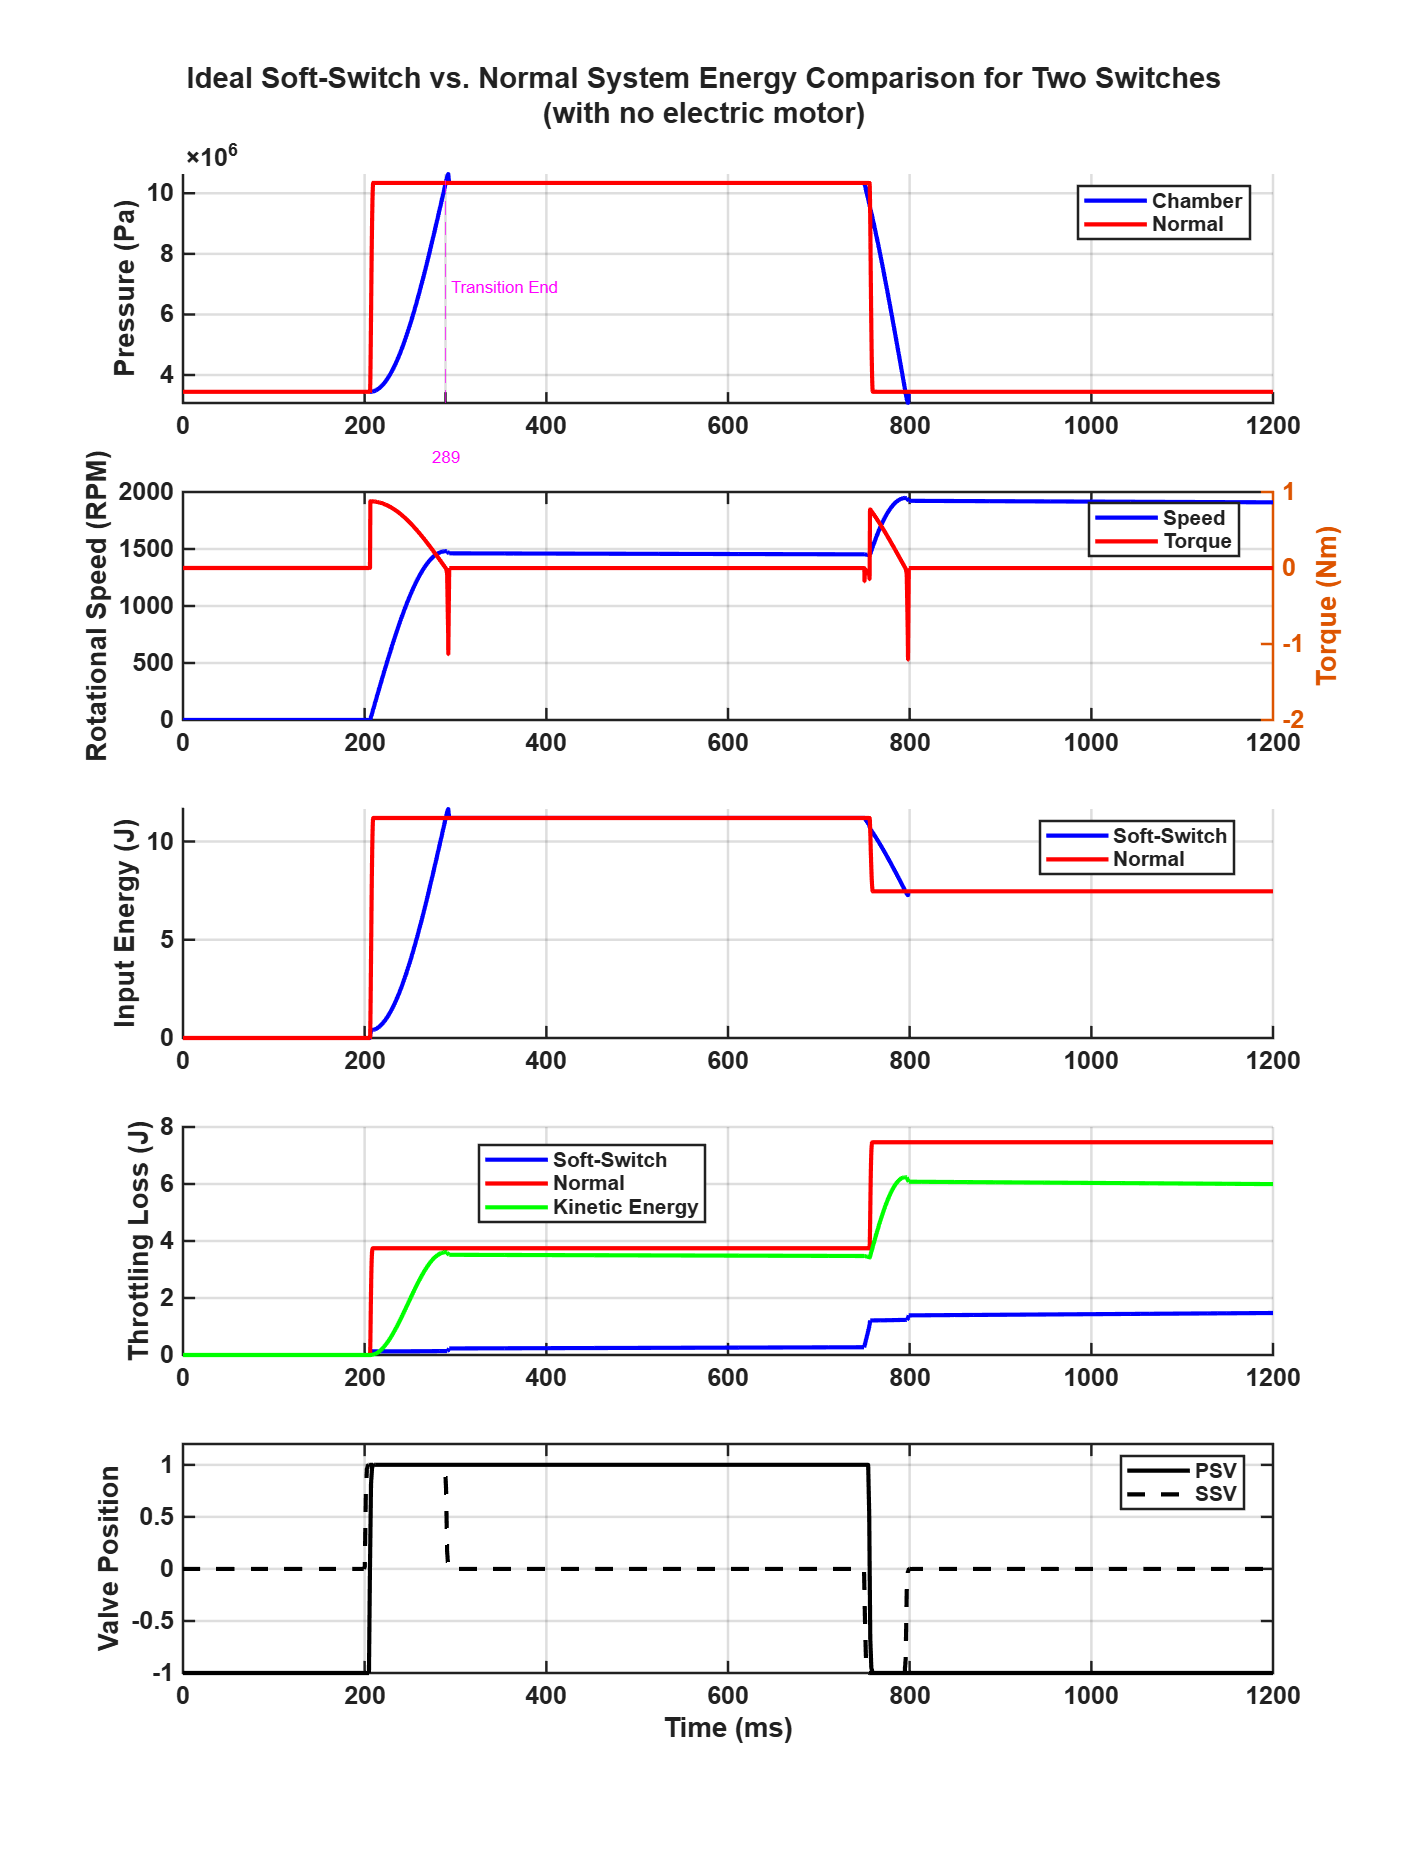 Ideal Soft-Switch vs. Normal System Energy Comparison for Two Switches
(with no electric motor)
×10⁶
Pressure (Pa)
10
8
6
4
Chamber
Normal
Transition End
0 200 400 600 800 1000 1200
289
Rotational Speed (RPM)
2000
1500
1000
500
0
Speed
Torque
1
0
-1
-2
Torque (Nm)
0 200 400 600 800 1000 1200
Input Energy (J)
10
5
0
Soft-Switch
Normal
0 200 400 600 800 1000 1200
Throttling Loss (J)
8
6
4
2
0
Soft-Switch
Normal
Kinetic Energy
0 200 400 600 800 1000 1200
Valve Position
1
0.5
0
-0.5
-1
PSV
SSV
0 200 400 600 800 1000 1200
Time (ms)